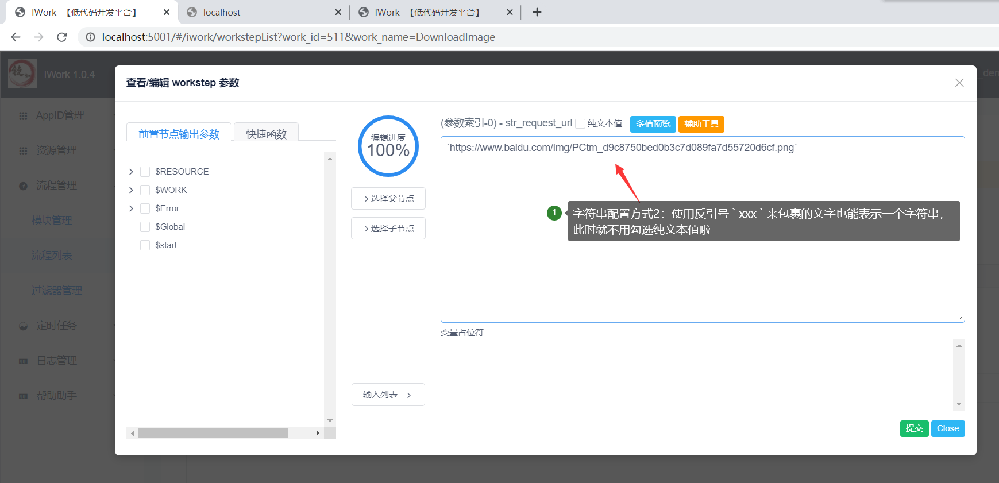 IWork -【低代码开发平台】
localhost
IWork -【低代码开发平台】
localhost:5001/#/iwork/workstepList?work_id=511&work_name=DownloadImage
IWork 1.0.4
_dem
AppID管理
资源管理
流程管理
模块管理
流程列表
过滤器管理
定时任务
日志管理
帮助助手
查看/编辑 workstep 参数
前置节点输出参数
快捷函数
$RESOURCE
$WORK
$Error
$Global
$start
编辑进度
100%
选择父节点
选择子节点
输入列表
(参数索引-0) - str_request_url 纯文本值 多值预览 辅助工具
`https://www.baidu.com/img/PCtm_d9c8750bed0b3c7d089fa7d55720d6cf.png`
1
字符串配置方式2：使用反引号 ` xxx ` 来包裹的文字也能表示一个字符串，
此时就不用勾选纯文本值啦
变量占位符
提交 Close